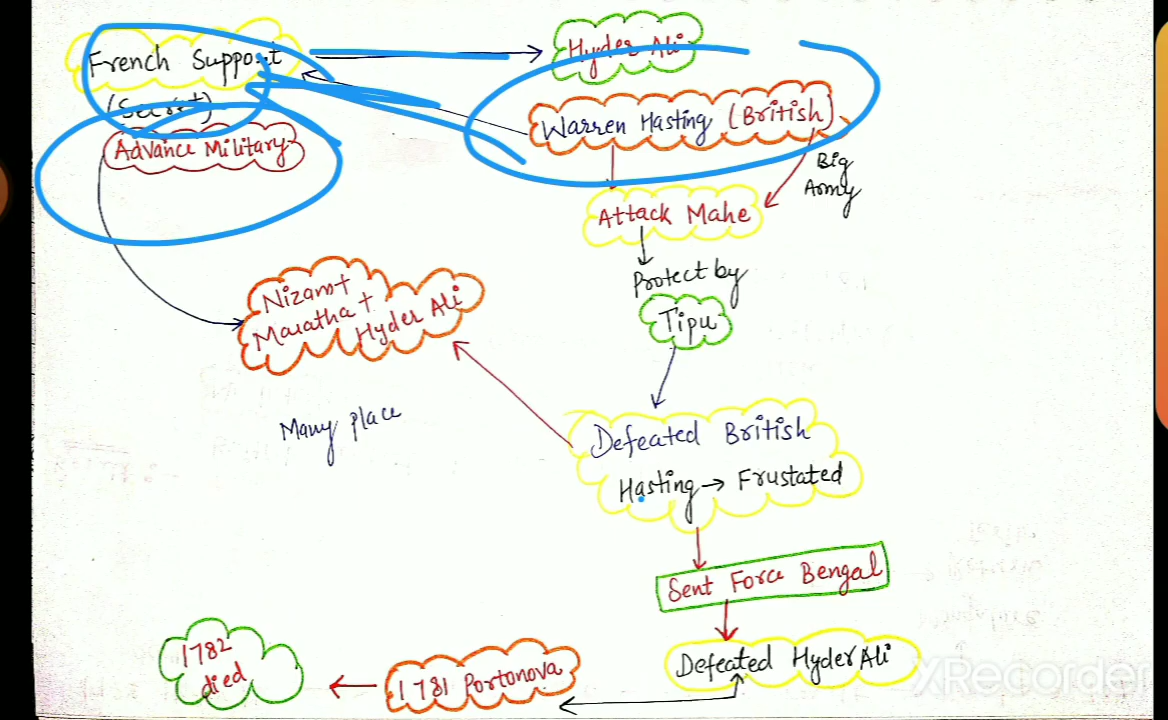 French Support
(Secret)
Advance Military
Hyder Ali
Warren Hasting (British)
Big
Army
Attack Mahe
Protect by
Tipu
Nizam+
Maratha+
Hyder Ali
Many place
Defeated British
Hasting → Frustated
Sent Force Bengal
Defeated Hyder Ali
1781 Portonova
1782
died
XRecorder